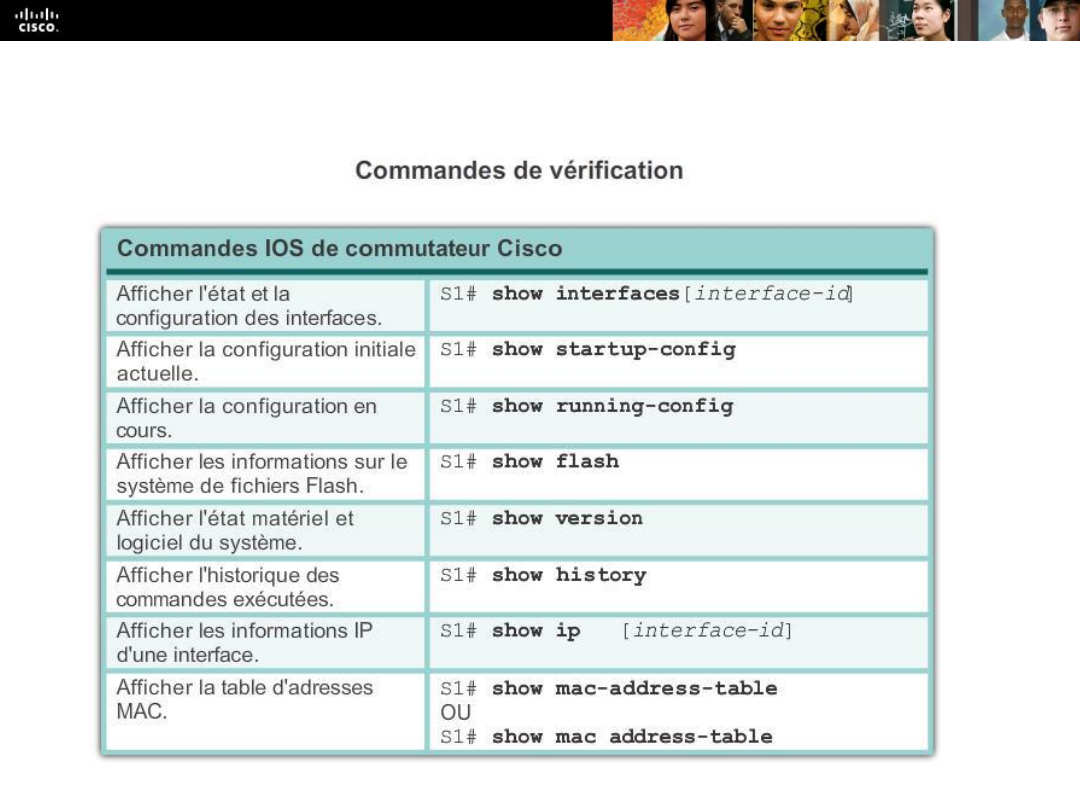 CISCO.
Commandes de vérification
Commandes IOS de commutateur Cisco
Afficher l'état et la
configuration des interfaces.
S1# show interfaces[interface-id]
Afficher la configuration initiale
actuelle.
S1# show startup-config
Afficher la configuration en
cours.
S1# show running-config
Afficher les informations sur le
système de fichiers Flash.
S1# show flash
Afficher l'état matériel et
logiciel du système.
S1# show version
Afficher l'historique des
commandes exécutées.
S1# show history
Afficher les informations IP
d'une interface.
S1# show ip [interface-id]
Afficher la table d'adresses
MAC.
S1# show mac-address-table
OU
S1# show mac address-table